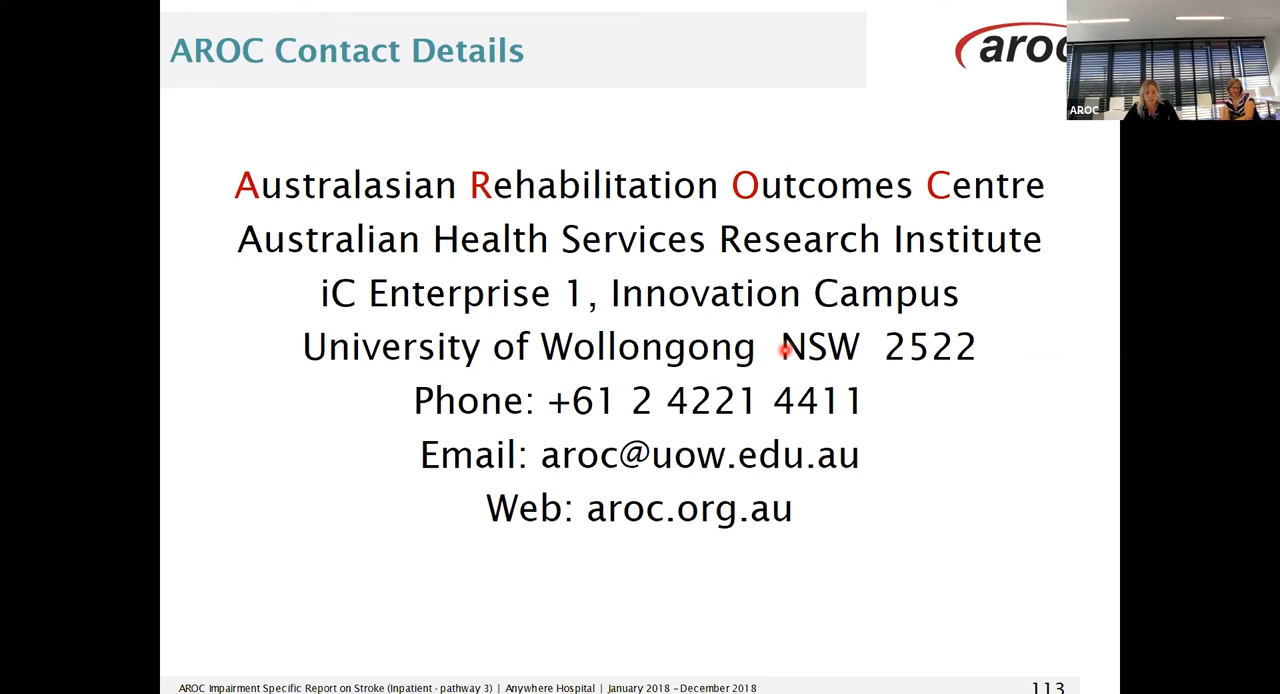 AROC Contact Details
aroc
AROC
Australasian Rehabilitation Outcomes Centre
Australian Health Services Research Institute
iC Enterprise 1, Innovation Campus
University of Wollongong NSW 2522
Phone: +61 2 4221 4411
Email: aroc@uow.edu.au
Web: aroc.org.au
AROC Impairment Specific Report on Stroke (Inpatient - pathway 3) | Anywhere Hospital | January 2018 – December 2018
113